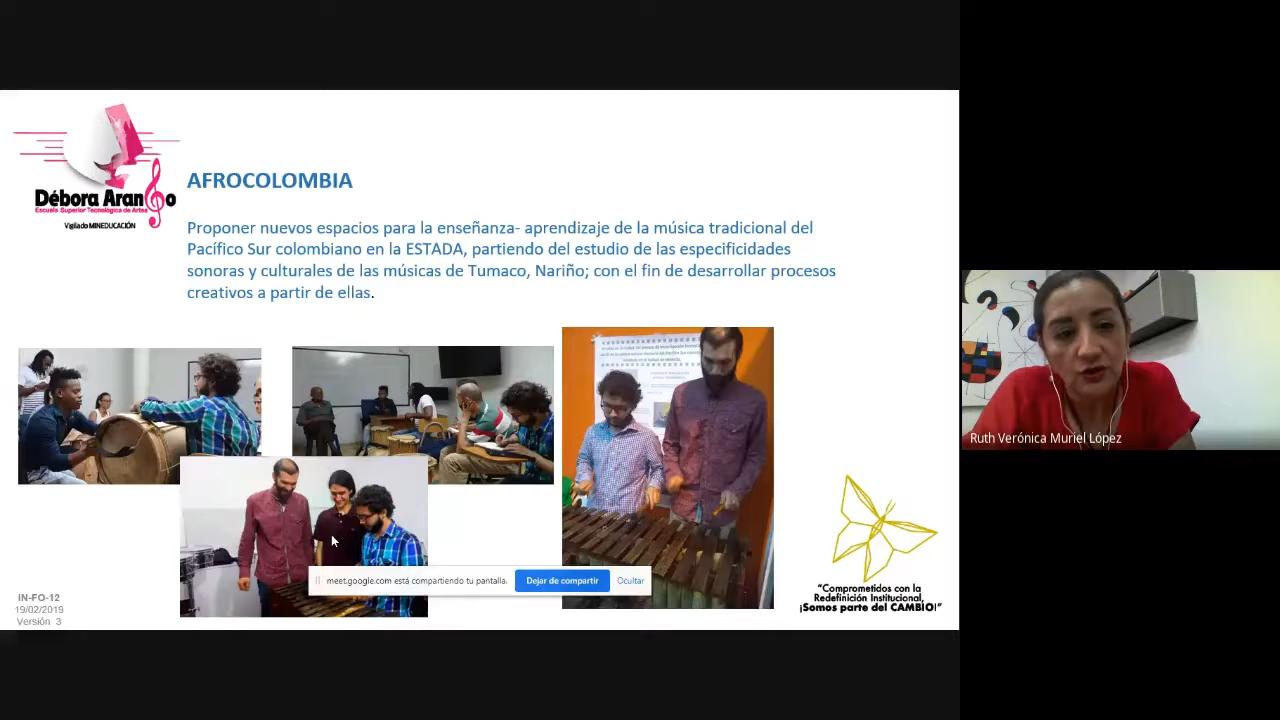 Débora Arango
Escuela Superior Tecnológica de Artes
Vigilado MINEDUCACIÓN
AFROCOLOMBIA
Proponer nuevos espacios para la enseñanza- aprendizaje de la música tradicional del
Pacífico Sur colombiano en la ESTADA, partiendo del estudio de las especificidades
sonoras y culturales de las músicas de Tumaco, Nariño; con el fin de desarrollar procesos
creativos a partir de ellas.
Ruth Verónica Muriel López
meet.google.com está compartiendo tu pantalla.
Dejar de compartir
Ocultar
"Comprometidos con la
Redefinición Institucional,
¡Somos parte del CAMBIO!"
IN-FO-12
19/02/2019
Versión 3